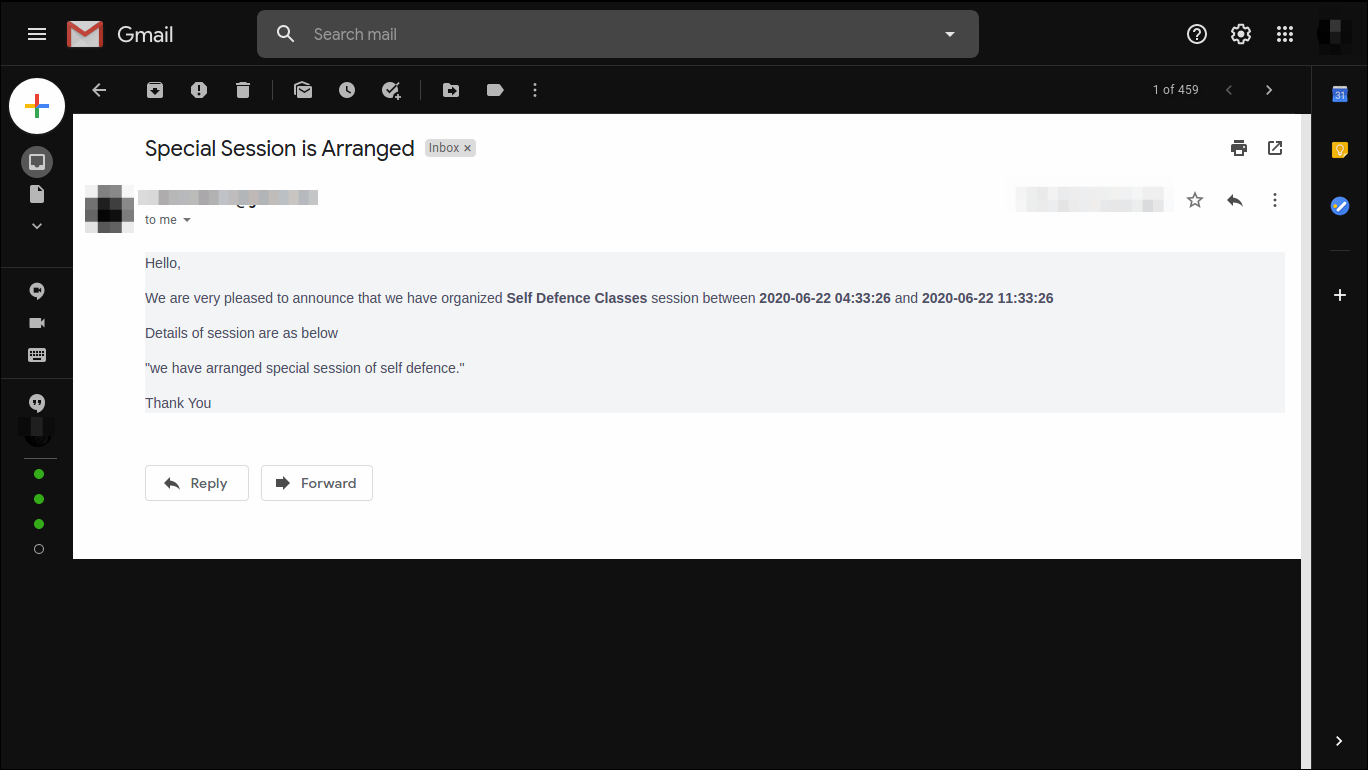 Gmail
Search mail
1 of 459
31
Special Session is Arranged Inbox ×
to me
Hello,
We are very pleased to announce that we have organized Self Defence Classes session between 2020-06-22 04:33:26 and 2020-06-22 11:33:26
Details of session are as below
"we have arranged special session of self defence."
Thank You
Reply Forward